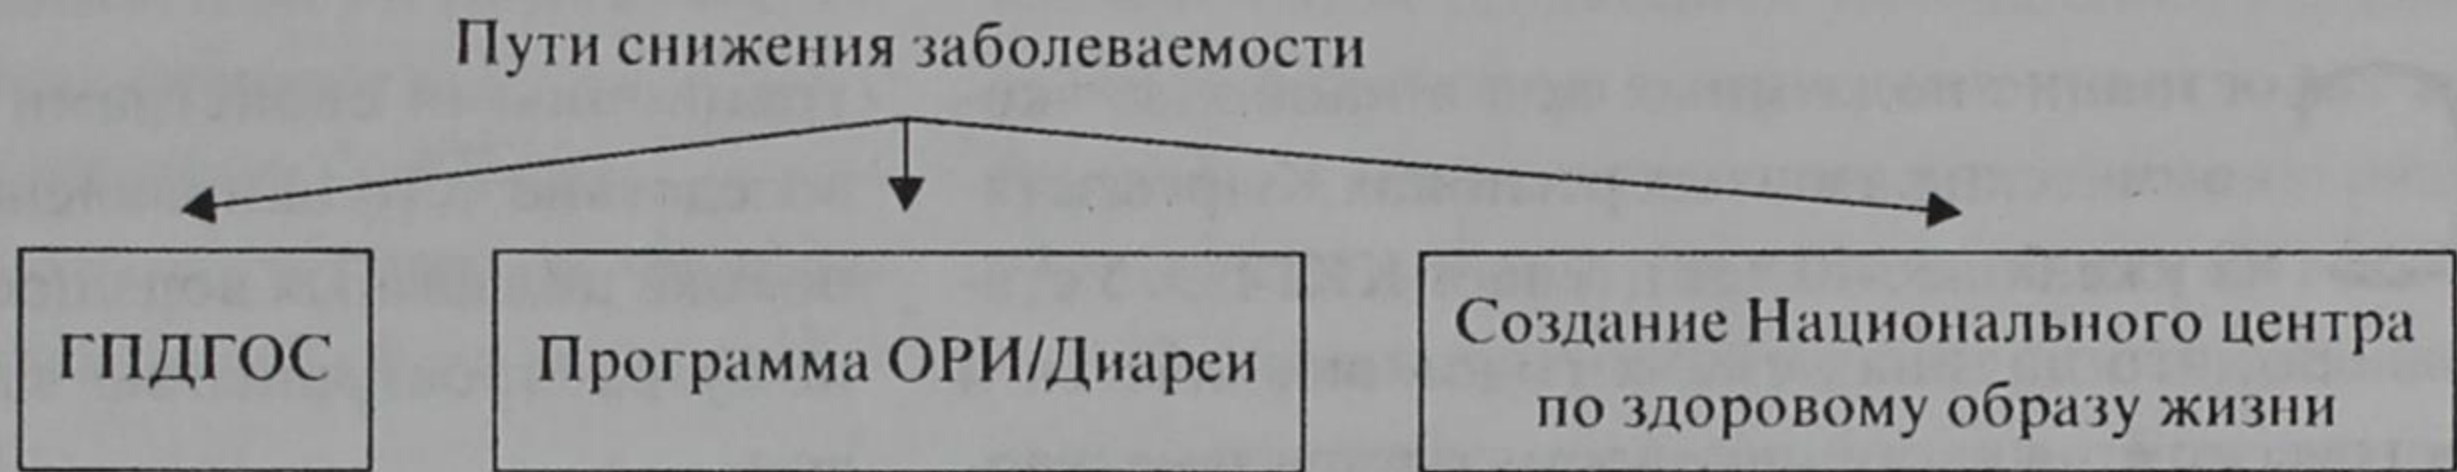 Пути снижения заболеваемости
ГПДГОС
Программа ОРИ/Диареи
Создание Национального центра
по здоровому образу жизни